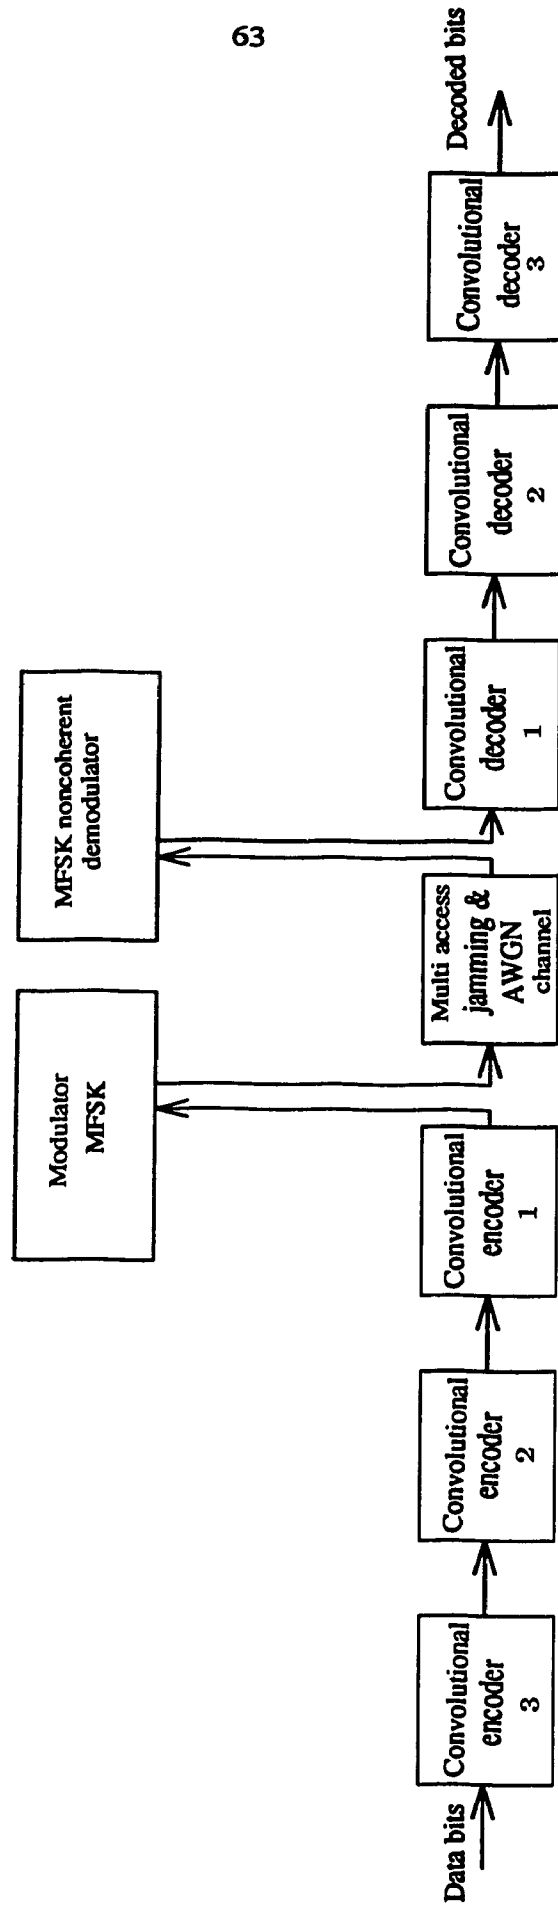 63
Data bits
Convolutional
encoder
3
Convolutional
encoder
2
Convolutional
encoder
1
Modulator
MFSK
Multi access
jamming &
AWGN
channel
MFSK noncoherent
demodulator
Convolutional
decoder
1
Convolutional
decoder
2
Convolutional
decoder
3
Decoded bits